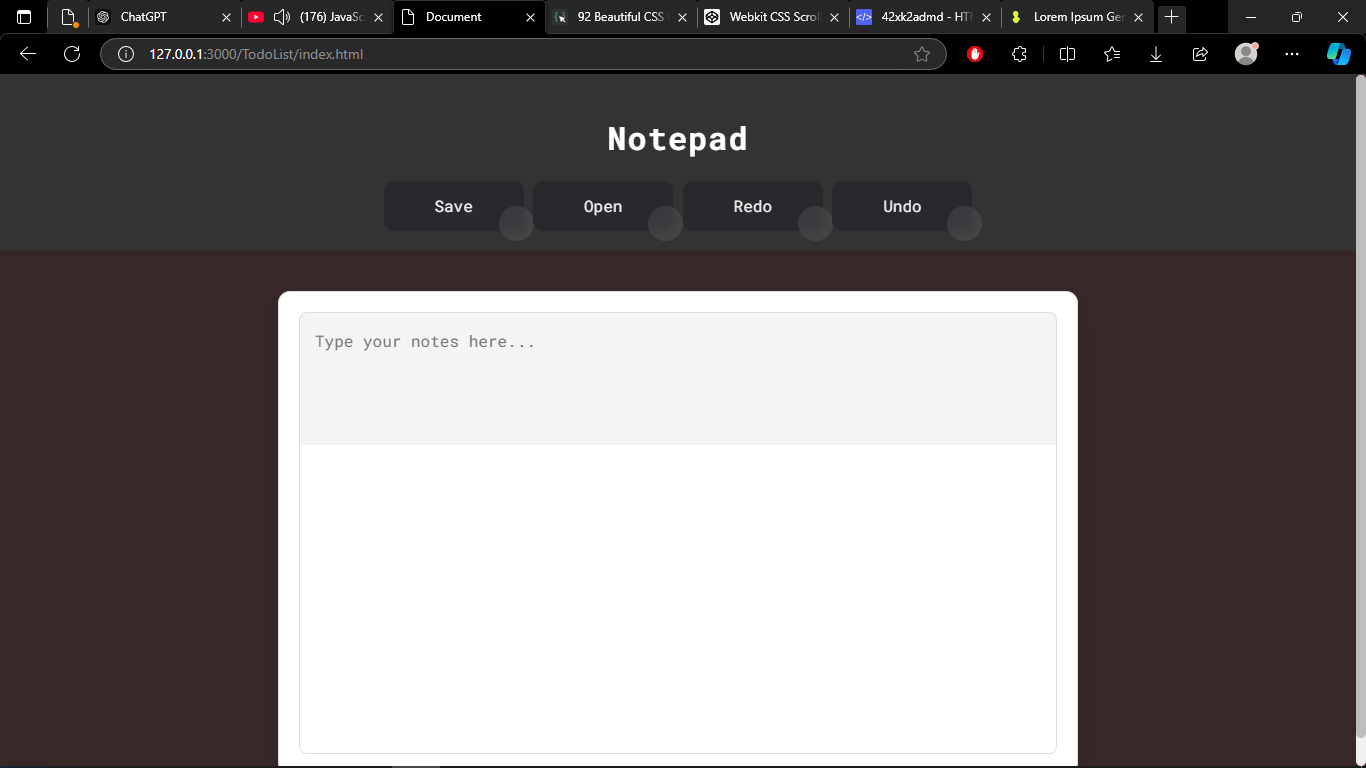 ChatGPT
(176) JavaSc
Document
92 Beautiful CSS
Webkit CSS Scroll
</> 42xk2admd - HT
Lorem Ipsum Ger
127.0.0.1:3000/TodoList/index.html
Notepad
Save
Open
Redo
Undo
Type your notes here...